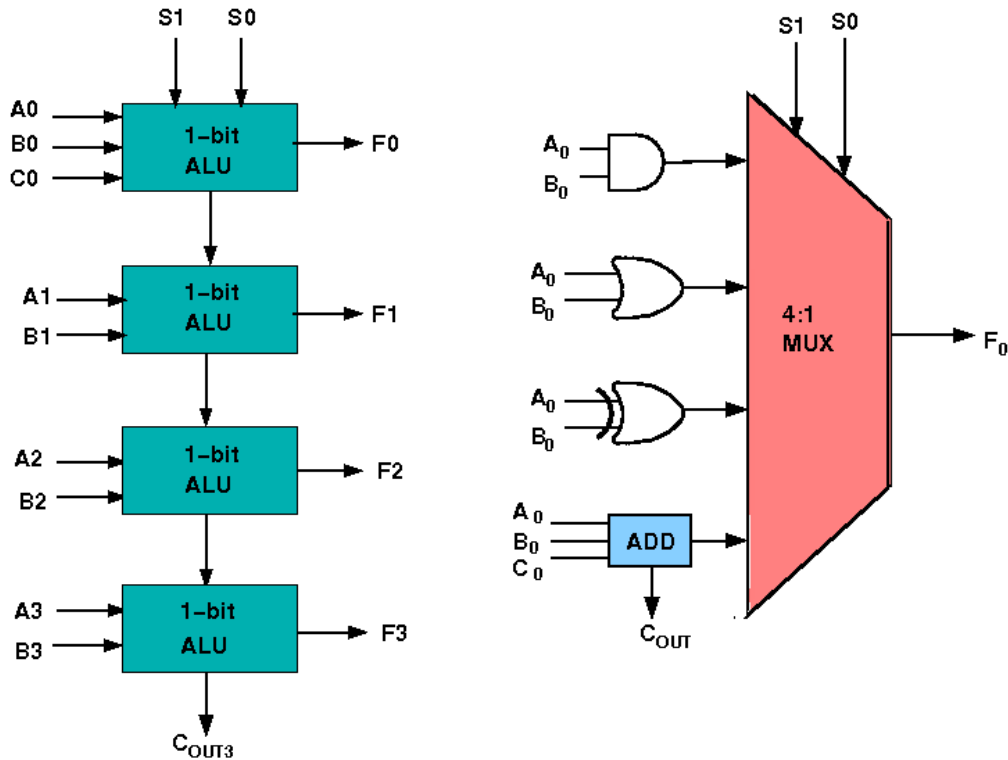 S1 S0
A0
B0
C0
1-bit
ALU
F0
A1
B1
1-bit
ALU
F1
A2
B2
1-bit
ALU
F2
A3
B3
1-bit
ALU
F3
COUT3
S1 S0
A0
B0
A0
B0
A0
B0
A0
B0
C0
ADD
COUT
4:1
MUX
F0